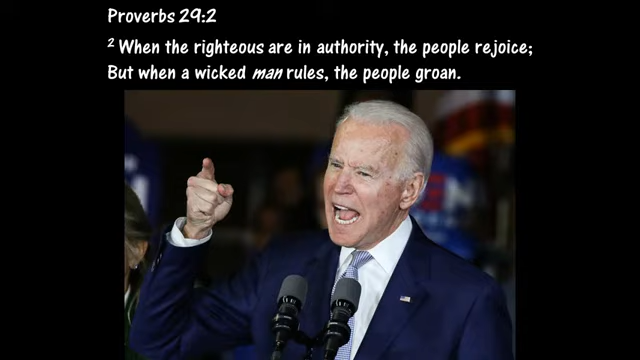 Proverbs 29:2
2 When the righteous are in authority, the people rejoice;
But when a wicked man rules, the people groan.